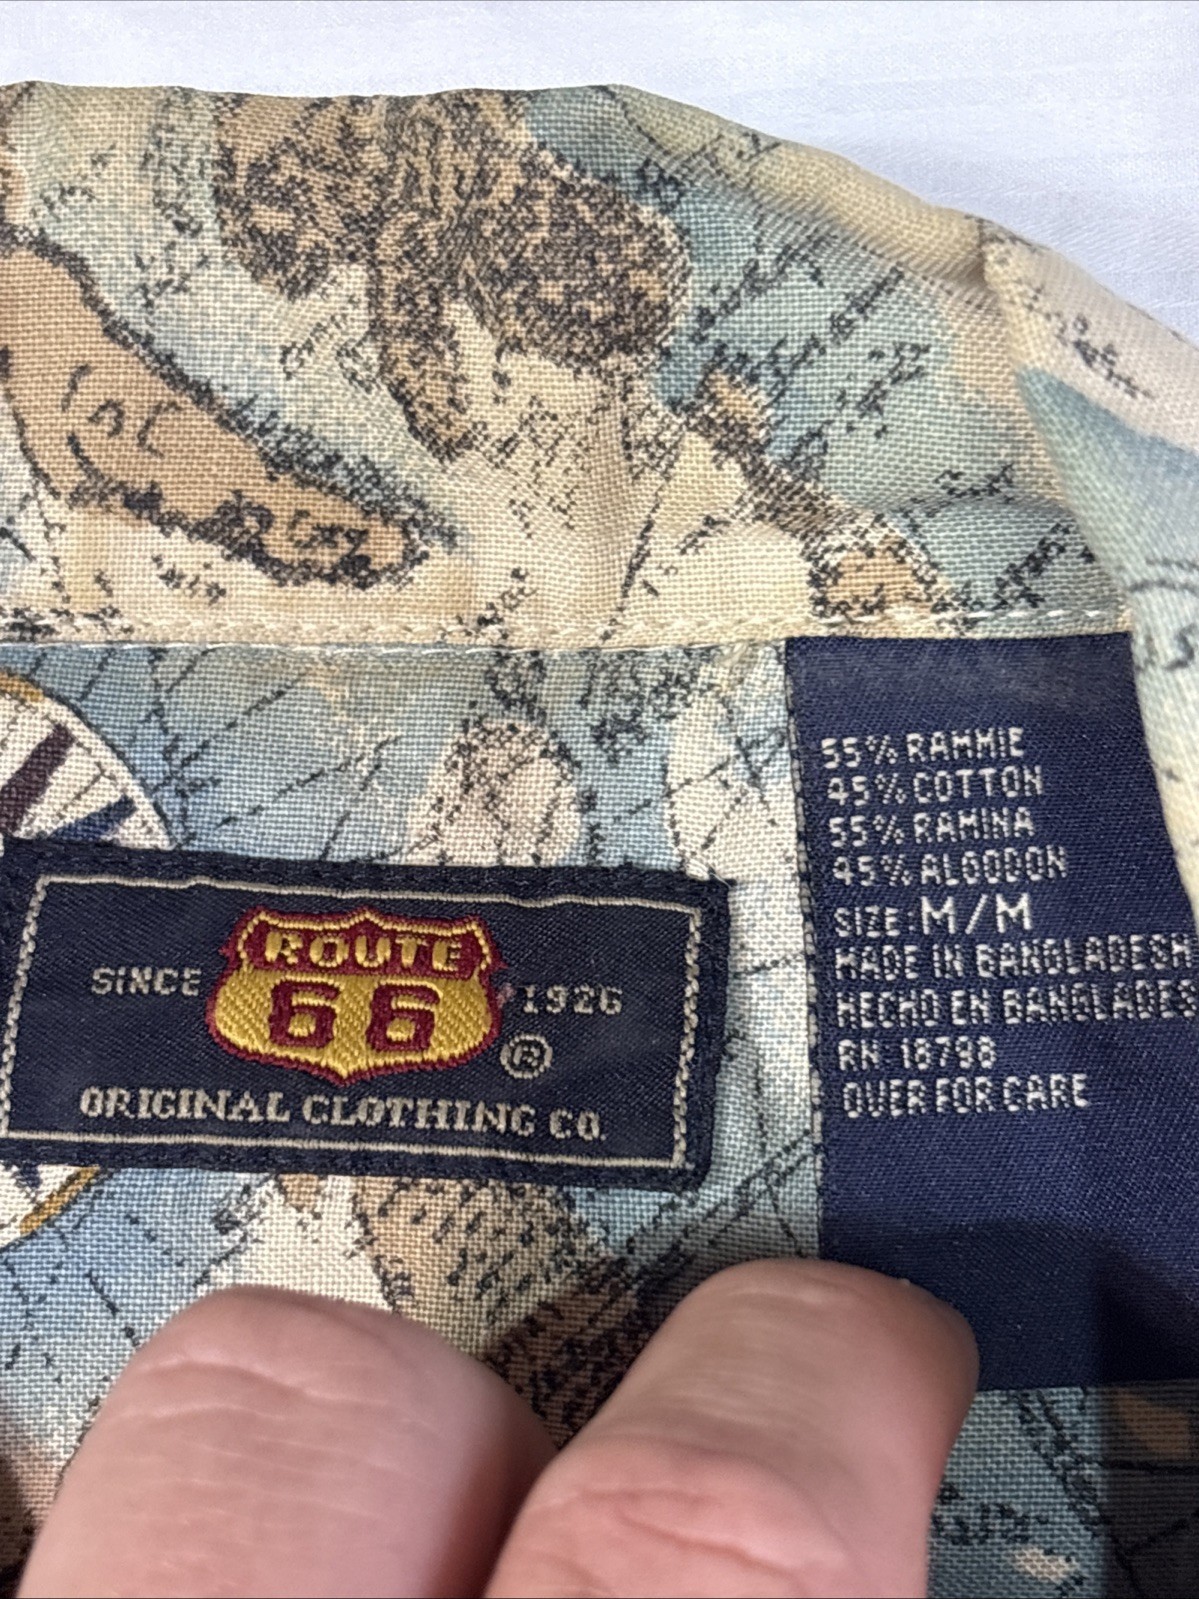 SINCE ROUTE 66 1926
®
ORIGINAL CLOTHING CO.
55% RAMMIE
45% COTTON
55% RAMINA
45% ALGODON
SIZE: M/M
MADE IN BANGLADESH
HECHO EN BANGLADES
RN 18798
OVER FOR CARE